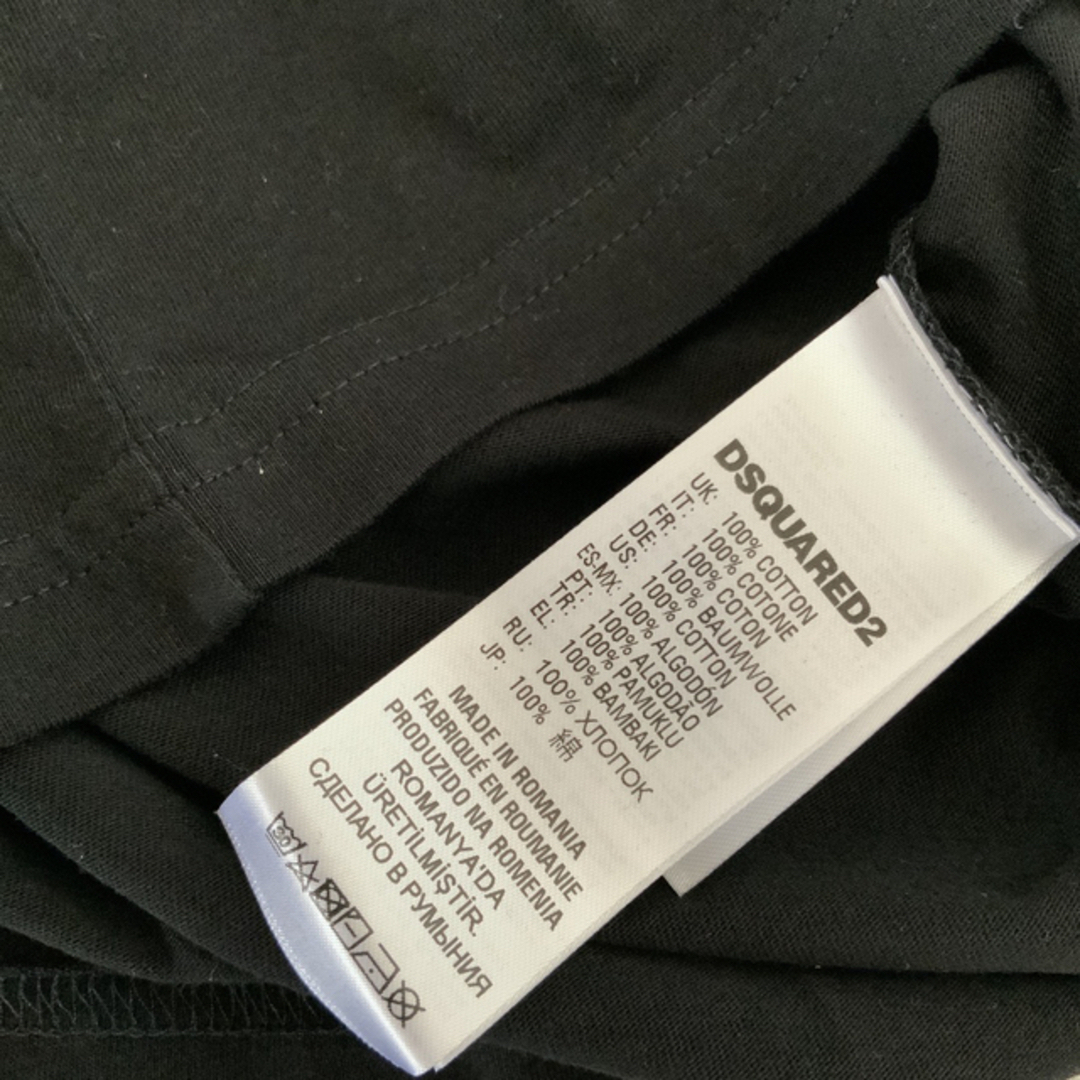 DSQUARED2
UK: 100% COTTON
IT: 100% COTONE
FR: 100% COTON
DE: 100% BAUMWOLLE
US: 100% COTTON
ES-MX: 100% ALGODÓN
PT: 100% ALGODÃO
TR: 100% PAMUKLU
EL: 100% BAMBAKI
RU: 100% ХЛОПОК
JP: 100% 綿
MADE IN ROMANIA
FABRIQUÉ EN ROUMANIE
PRODUZIDO NA ROMENIA
ROMANYA'DA
ÜRETİLMİSTİR.
СДЕЛАНО В РУМЫНИЯ
30